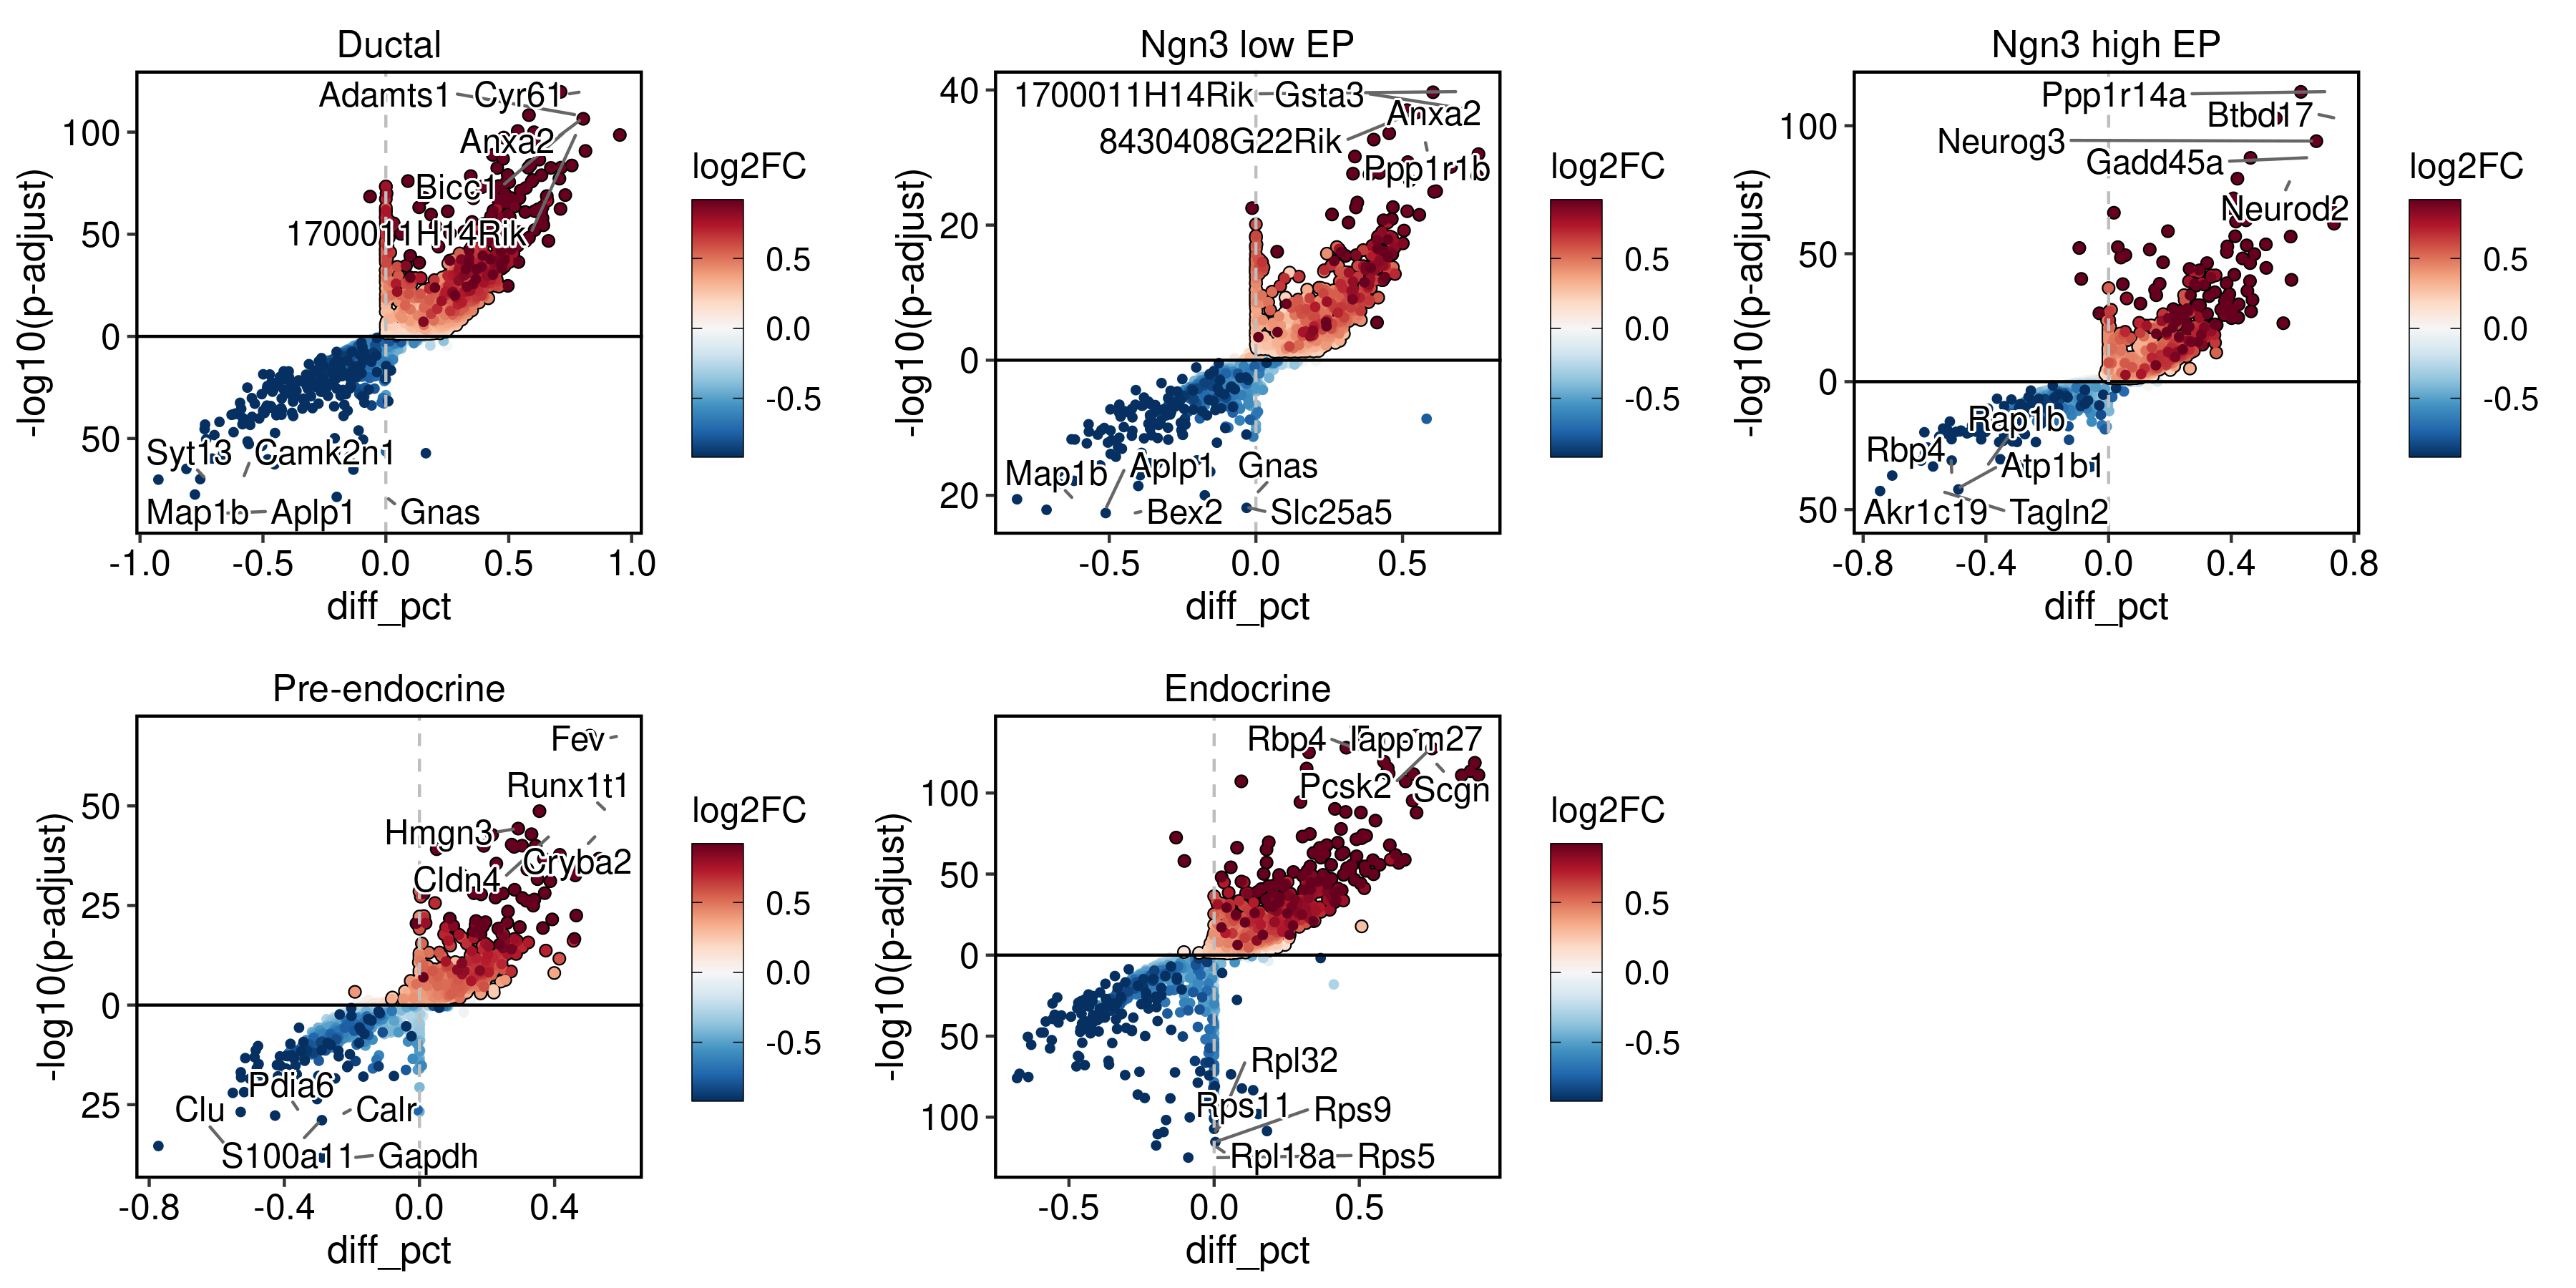 Ductal
Adamts1 Cyr61
Anxa2
Bicc1
1700011H14Rik
Syt13 Camk2n1
Map1b Aplp1 Gnas
100
50
0
50
-1.0 -0.5 0.0 0.5 1.0
diff_pct
-log10(p-adjust)
log2FC
0.5
0.0
-0.5
Ngn3 low EP
1700011H14Rik Gsta3
Anxa2
8430408G22Rik
Ppp1r1b
Map1b Aplp1 Gnas
Bex2 Slc25a5
40
20
0
20
-0.5 0.0 0.5
diff_pct
-log10(p-adjust)
log2FC
0.5
0.0
-0.5
Ngn3 high EP
Ppp1r14a
Btbd17
Neurog3
Gadd45a
Neurod2
Rap1b
Rbp4
Atp1b1
Akr1c19 Tagln2
100
50
0
50
-0.8 -0.4 0.0 0.4 0.8
diff_pct
-log10(p-adjust)
log2FC
0.5
0.0
-0.5
Pre-endocrine
Fev
Runx1t1
Hmgn3
Cryba2
Cldn4
Pdia6
Clu Calr
S100a11 Gapdh
50
25
0
25
-0.8 -0.4 0.0 0.4
diff_pct
-log10(p-adjust)
log2FC
0.5
0.0
-0.5
Endocrine
Rbp4
Pcsk2 Scgn
Rpl32
Rps11 Rps9
Rpl18a Rps5
100
50
0
50
100
-0.5 0.0 0.5
diff_pct
-log10(p-adjust)
log2FC
0.5
0.0
-0.5